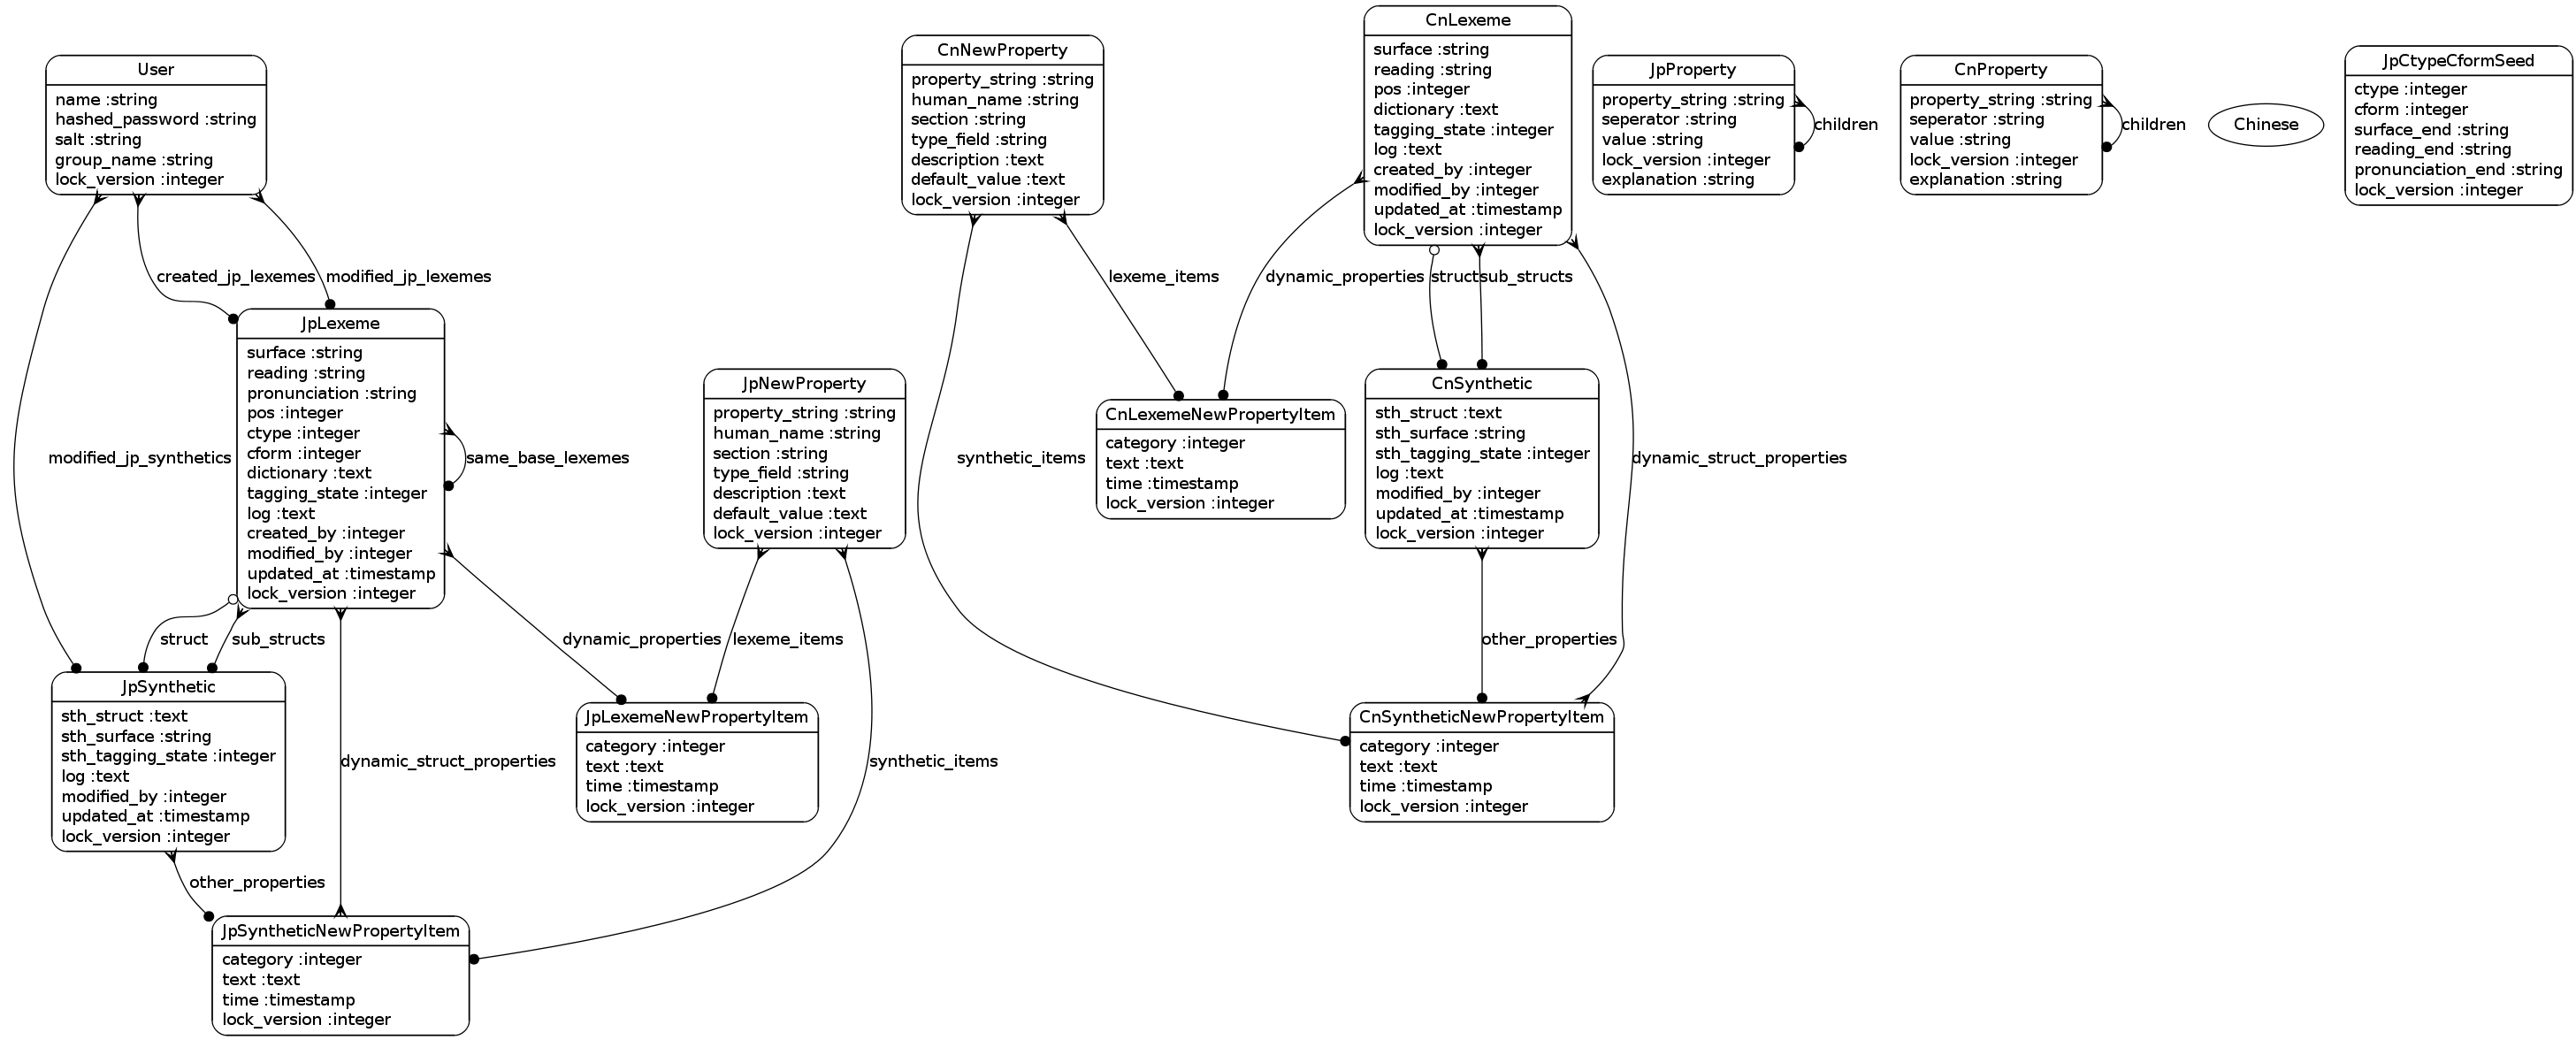 User
name :string
hashed_password :string
salt :string
group_name :string
lock_version :integer
CnNewProperty
property_string :string
human_name :string
section :string
type_field :string
description :text
default_value :text
lock_version :integer
CnLexeme
surface :string
reading :string
pos :integer
dictionary :text
tagging_state :integer
log :text
created_by :integer
modified_by :integer
updated_at :timestamp
lock_version :integer
JpProperty
property_string :string
seperator :string
value :string
lock_version :integer
explanation :string
children
CnProperty
property_string :string
seperator :string
value :string
lock_version :integer
explanation :string
children
Chinese
JpCtypeCformSeed
ctype :integer
cform :integer
surface_end :string
reading_end :string
pronunciation_end :string
lock_version :integer
created_jp_lexemes
modified_jp_lexemes
lexeme_items
dynamic_properties
struct
sub_structs
JpLexeme
surface :string
reading :string
pronunciation :string
pos :integer
ctype :integer
cform :integer
dictionary :text
tagging_state :integer
log :text
created_by :integer
modified_by :integer
updated_at :timestamp
lock_version :integer
modified_jp_synthetics
same_base_lexemes
JpNewProperty
property_string :string
human_name :string
section :string
type_field :string
description :text
default_value :text
lock_version :integer
synthetic_items
CnLexemeNewPropertyItem
category :integer
text :text
time :timestamp
lock_version :integer
CnSynthetic
sth_struct :text
sth_surface :string
sth_tagging_state :integer
log :text
modified_by :integer
updated_at :timestamp
lock_version :integer
dynamic_struct_properties
struct
sub_structs
dynamic_properties
lexeme_items
other_properties
JpSynthetic
sth_struct :text
sth_surface :string
sth_tagging_state :integer
log :text
modified_by :integer
updated_at :timestamp
lock_version :integer
dynamic_struct_properties
JpLexemeNewPropertyItem
category :integer
text :text
time :timestamp
lock_version :integer
synthetic_items
CnSyntheticNewPropertyItem
category :integer
text :text
time :timestamp
lock_version :integer
other_properties
JpSyntheticNewPropertyItem
category :integer
text :text
time :timestamp
lock_version :integer